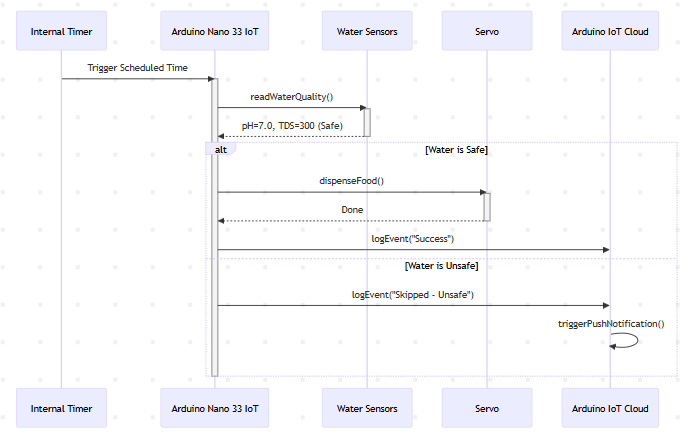 Internal Timer
Arduino Nano 33 IoT
Water Sensors
Servo
Arduino IoT Cloud
Trigger Scheduled Time
readWaterQuality()
pH=7.0, TDS=300 (Safe)
alt
[Water is Safe]
dispenseFood()
Done
logEvent("Success")
[Water is Unsafe]
logEvent("Skipped - Unsafe")
triggerPushNotification()
Internal Timer
Arduino Nano 33 IoT
Water Sensors
Servo
Arduino IoT Cloud